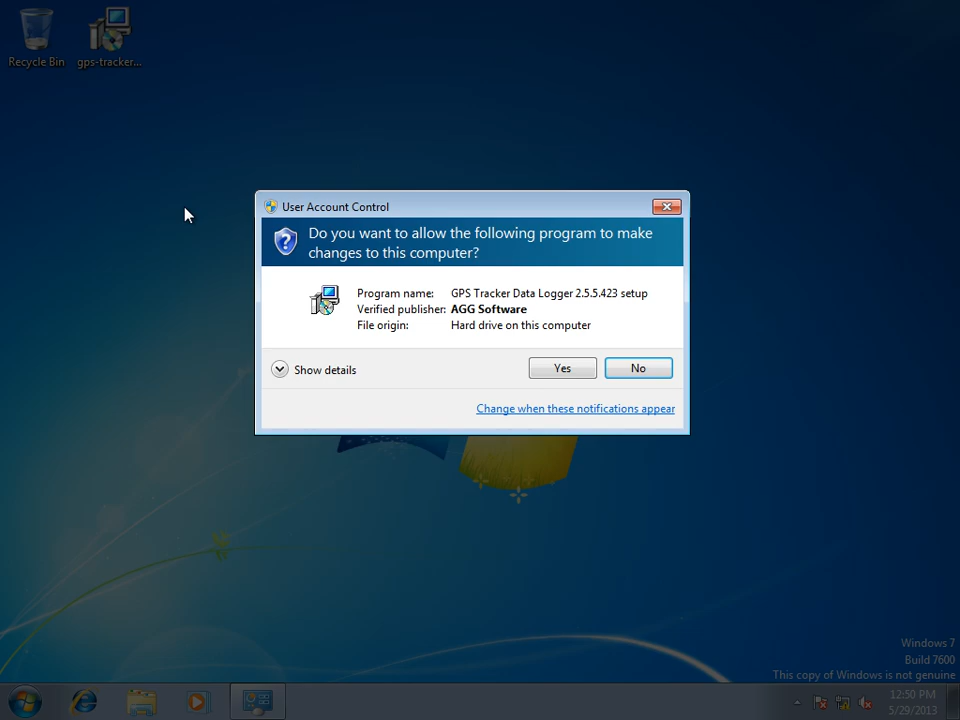 Recycle Bin
gps-tracker...
User Account Control
Do you want to allow the following program to make
changes to this computer?
Program name: GPS Tracker Data Logger 2.5.5.423 setup
Verified publisher: AGG Software
File origin: Hard drive on this computer
Show details
Yes
No
Change when these notifications appear
Windows 7
Build 7600
This copy of Windows is not genuine
12:50 PM
5/29/2013